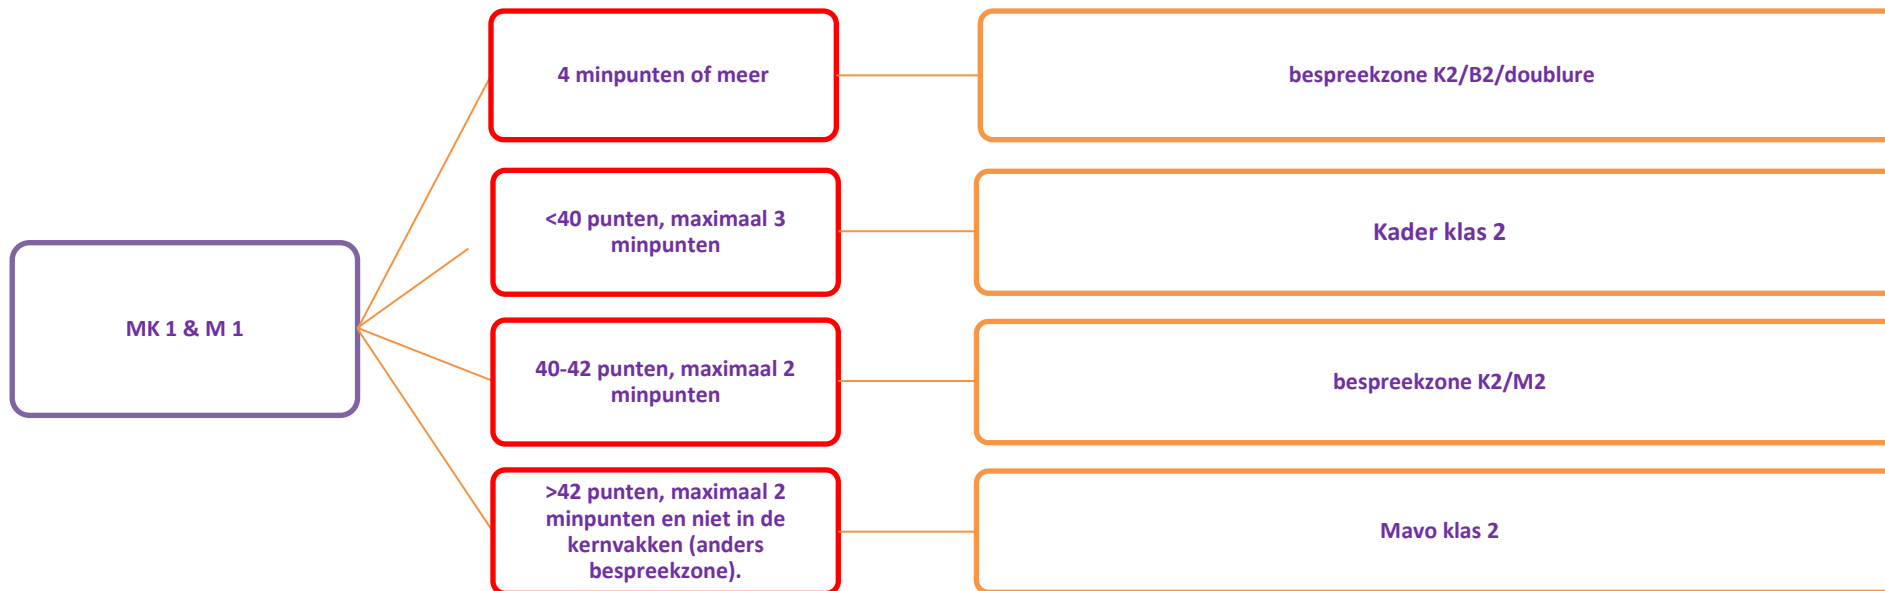 MK 1 & M 1
4 minpunten of meer
bespreekzone K2/B2/doublure
<40 punten, maximaal 3
minpunten
Kader klas 2
40-42 punten, maximaal 2
minpunten
bespreekzone K2/M2
>42 punten, maximaal 2
minpunten en niet in de
kernvakken (anders
bespreekzone).
Mavo klas 2